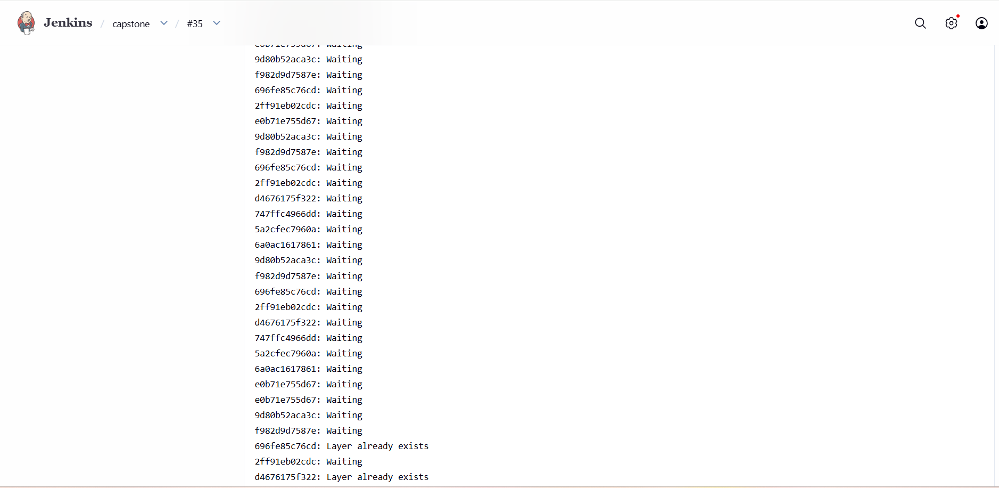 Jenkins / capstone / #35
e0b71e755d67: Waiting
9d80b52aca3c: Waiting
f982d9d7587e: Waiting
696fe85c76cd: Waiting
2ff91eb02cdc: Waiting
e0b71e755d67: Waiting
9d80b52aca3c: Waiting
f982d9d7587e: Waiting
696fe85c76cd: Waiting
2ff91eb02cdc: Waiting
d4676175f322: Waiting
747ffc4966dd: Waiting
5a2cfec7960a: Waiting
6a0ac1617861: Waiting
9d80b52aca3c: Waiting
f982d9d7587e: Waiting
696fe85c76cd: Waiting
2ff91eb02cdc: Waiting
d4676175f322: Waiting
747ffc4966dd: Waiting
5a2cfec7960a: Waiting
6a0ac1617861: Waiting
e0b71e755d67: Waiting
e0b71e755d67: Waiting
9d80b52aca3c: Waiting
f982d9d7587e: Waiting
696fe85c76cd: Layer already exists
2ff91eb02cdc: Waiting
d4676175f322: Layer already exists